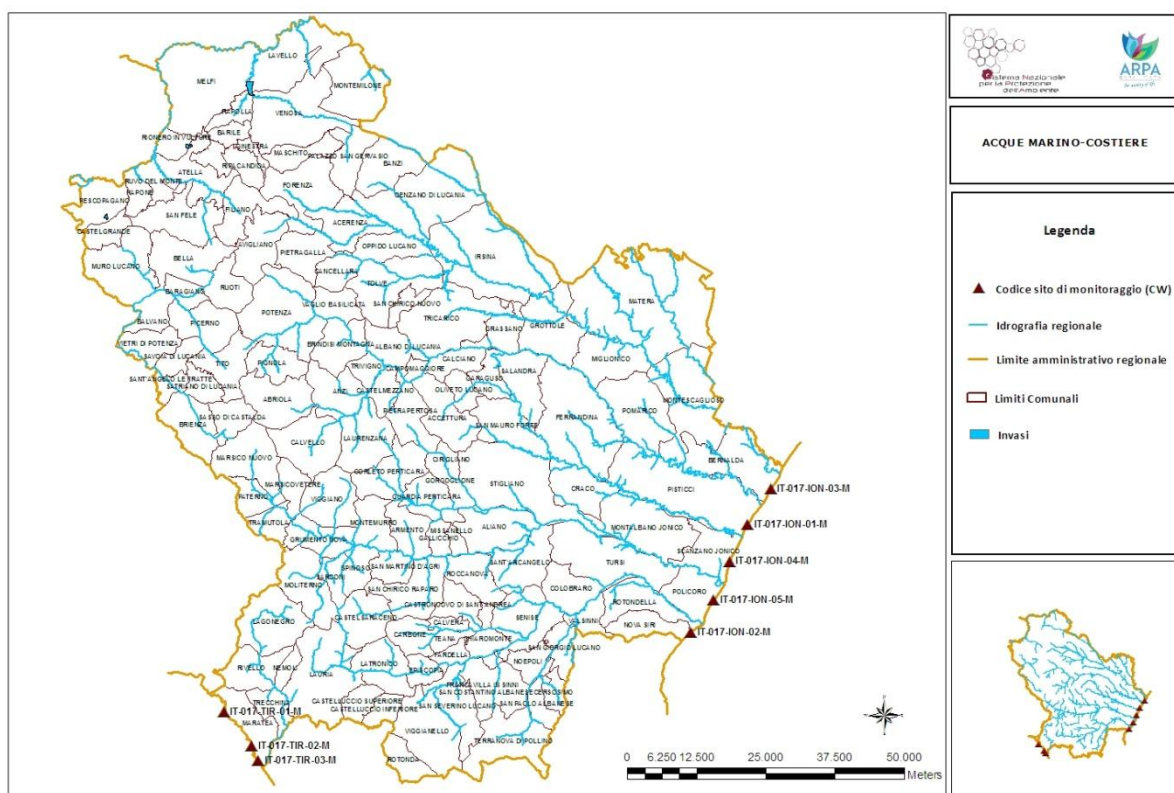 Sistema Nazionale
per la Protezione
dell'Ambiente
ARPA
ACQUE MARINO-COSTIERE
Legenda
Codice sito di monitoraggio (CW)
Idrografia regionale
Limite amministrativo regionale
Limiti Comunali
Invasi
LAVELLO
MELFI
MONTEMILONE
RAPOLLA
VENOSA
BARILE
RIONERO IN VULTURE
GINESTRA
MASCHITO
PALAZZO SAN GERVASIO
RIPACANDIDA
BANZI
ATELLA
RUVO DEL MONTE
FORENZA
GENZANO DI LUCANIA
RAPONE
PESCOPAGANO
4
SAN FELE
FILIANO
ACERENZA
CASTELGRANDE
AVIGLIANO
OPPIDO LUCANO
PIETRAGALLA
IRSINA
BELLA
MURO LUCANO
CANCELLARA
TOLVE
RUOTI
BARAGIANO
VAGLIO BASILICATA
SAN CHIRICO NUOVO
MATERA
POTENZA
TRICARICO
BALVANO
PICERNO
GRASSANO
GROTTOLE
VIETRI DI POTENZA
BRINDISI MONTAGNA
ALBANO DI LUCANIA
SAVOIA DI LUCANIA
TITO
PIGNOLA
TRIVIGNO
CAMPOMAGGIORE
CALCIANO
MIGLIONICO
SANT'ANGELO LE FRATTE
GARAGUSO
SALANDRA
SATRIANO DI LUCANIA
ANZI
CASTELMEZZANO
OLIVETO LUCANO
ABRIOLA
PIETRAPERTOSA
MONTESCAGLIOSO
SASSO DI CASTALDA
ACCETTURA
FERRANDINA
POMARICO
BRIENZA
SAN MAURO FORTE
CALVELLO
LAURENZANA
BERNALDA
MARSICO NUOVO
CIRIGLIANO
CORLETO PERTICARA
GORGOGLIONE
MARSICOVETERE
STIGLIANO
CRACO
PISTICCI
IT-017-ION-03-M
PATERNO
VIGGIANO
GUARDIA PERTICARA
TRAMUTOLA
MONTEMURRO
ARMENTO
MISSANELLO
ALIANO
MONTALBANO JONICO
IT-017-ION-01-M
GRUMENTO NOVA
GALLICCHIO
SCANZANO JONICO
SPINOSO
SAN MARTINO D'AGRI
SANT'ARCANGELO
TURSI
IT-017-ION-04-M
SARCONI
ROCCANOVA
MOLITERNO
SAN CHIRICO RAPARO
COLOBRARO
POLICORO
CASTRONUOVO DI SANT'ANDREA
ROTONDELLA
IT-017-ION-05-M
CASTELSARACENO
CALVERA
SENISE
VALSINNI
NOVA SIRI
LAGONEGRO
CARBONE
TEANA
CHIAROMONTE
IT-017-ION-02-M
FARDELLA
SAN GIORGIO LUCANO
RIVELLO
NEMOLI
LATRONICO
EPISCOPIA
NOEPOLI
LAURIA
FRANCAVILLA IN SINNI
SAN COSTANTINO ALBANESE
CERSOSIMO
TRECCHINA
CASTELLUCCIO SUPERIORE
SAN SEVERINO LUCANO
SAN PAOLO ALBANESE
IT-017-TIR-01-M
CASTELLUCCIO INFERIORE
MARATEA
VIGGIANELLO
TERRANOVA DI POLLINO
IT-017-TIR-02-M
ROTONDA
IT-017-TIR-03-M
0 6.250 12.500 25.000 37.500 50.000
Meters